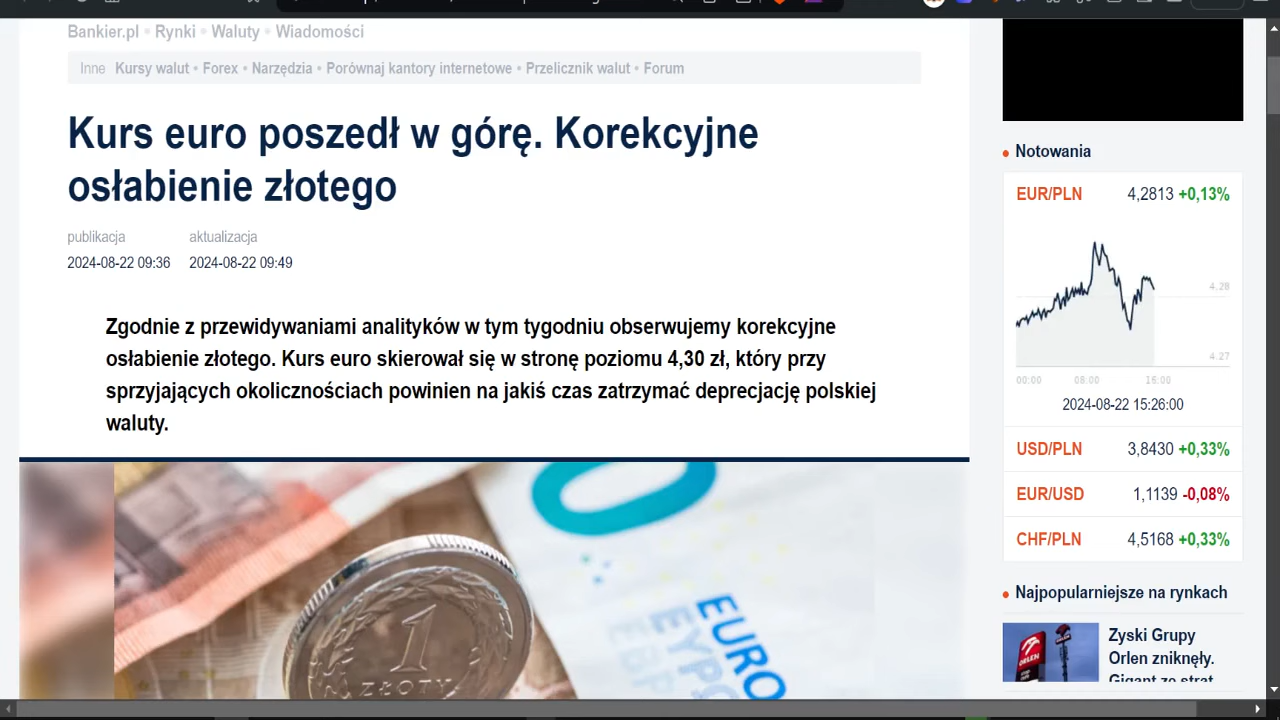 Bankier.pl • Rynki • Waluty • Wiadomości
Inne Kursy walut • Forex • Narzędzia • Porównaj kantory internetowe • Przelicznik walut • Forum
Kurs euro poszedł w górę. Korekcyjne
osłabienie złotego
publikacja aktualizacja
2024-08-22 09:36 2024-08-22 09:49
Zgodnie z przewidywaniami analityków w tym tygodniu obserwujemy korekcyjne
osłabienie złotego. Kurs euro skierował się w stronę poziomu 4,30 zł, który przy
sprzyjających okolicznościach powinien na jakiś czas zatrzymać deprecjację polskiej
waluty.
1
ZŁOTY
0
EURO
Notowania
EUR/PLN 4,2813 +0,13%
4.28
4.27
00:00 08:00 16:00
2024-08-22 15:26:00
USD/PLN 3,8430 +0,33%
EUR/USD 1,1139 -0,08%
CHF/PLN 4,5168 +0,33%
Najpopularniejsze na rynkach
ORLEN
Zyski Grupy
Orlen zniknęły.
Gigant ze strat